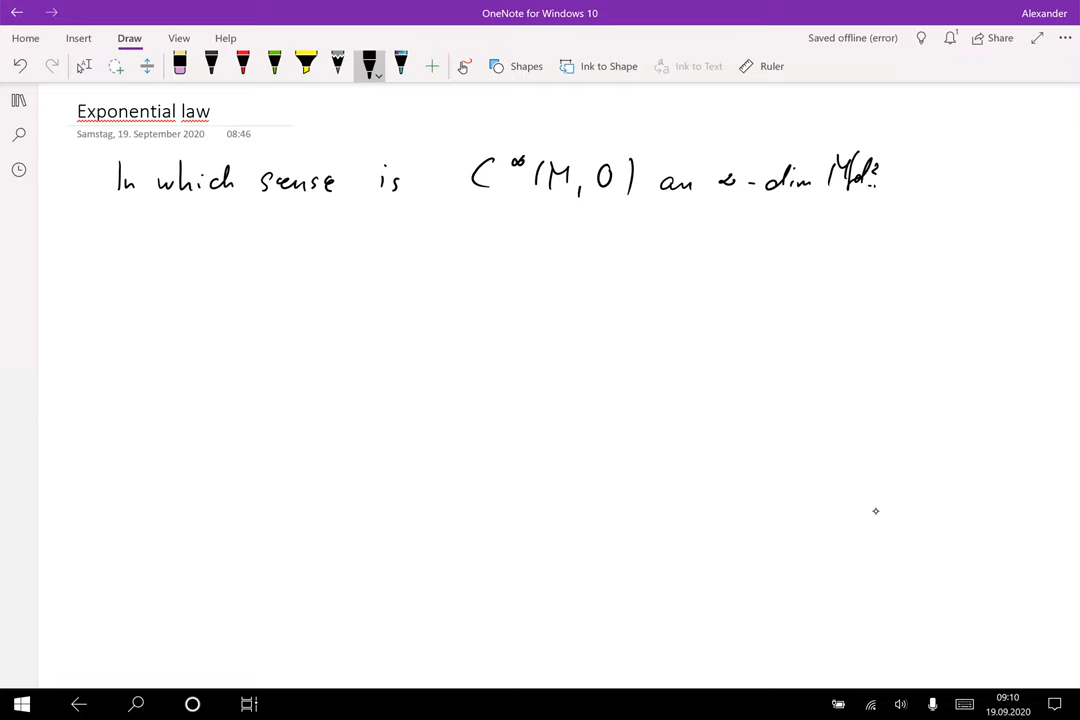 OneNote for Windows 10
Alexander
Home Insert Draw View Help
Saved offline (error)
1
Share
Shapes
Ink to Shape
Ink to Text
Ruler
Exponential law
Samstag, 19. September 2020 08:46
In which sense is C^∞(M, O) an ∞-dim Mfd?
09:10
19.09.2020